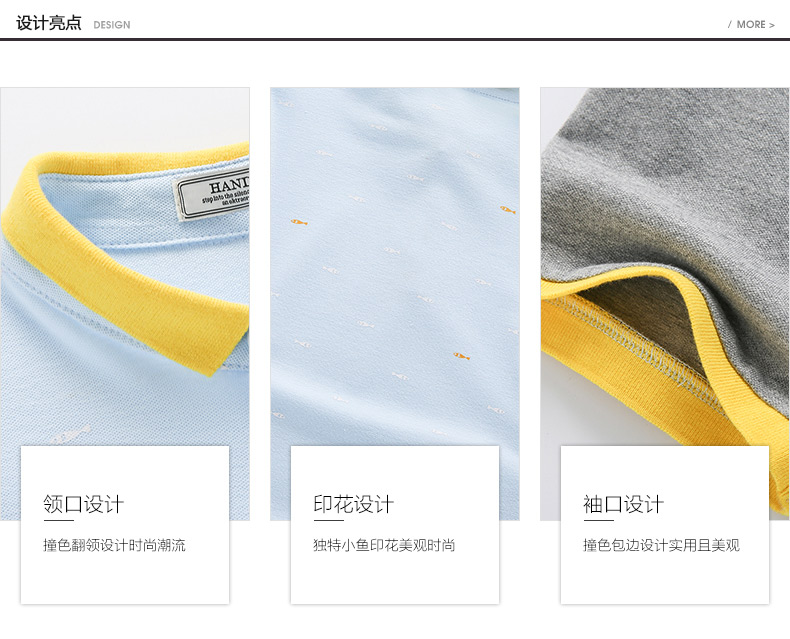 设计亮点 DESIGN / MORE >
HAND
step into the silence
领口设计
撞色翻领设计时尚潮流
印花设计
独特小鱼印花美观时尚
袖口设计
撞色包边设计实用且美观